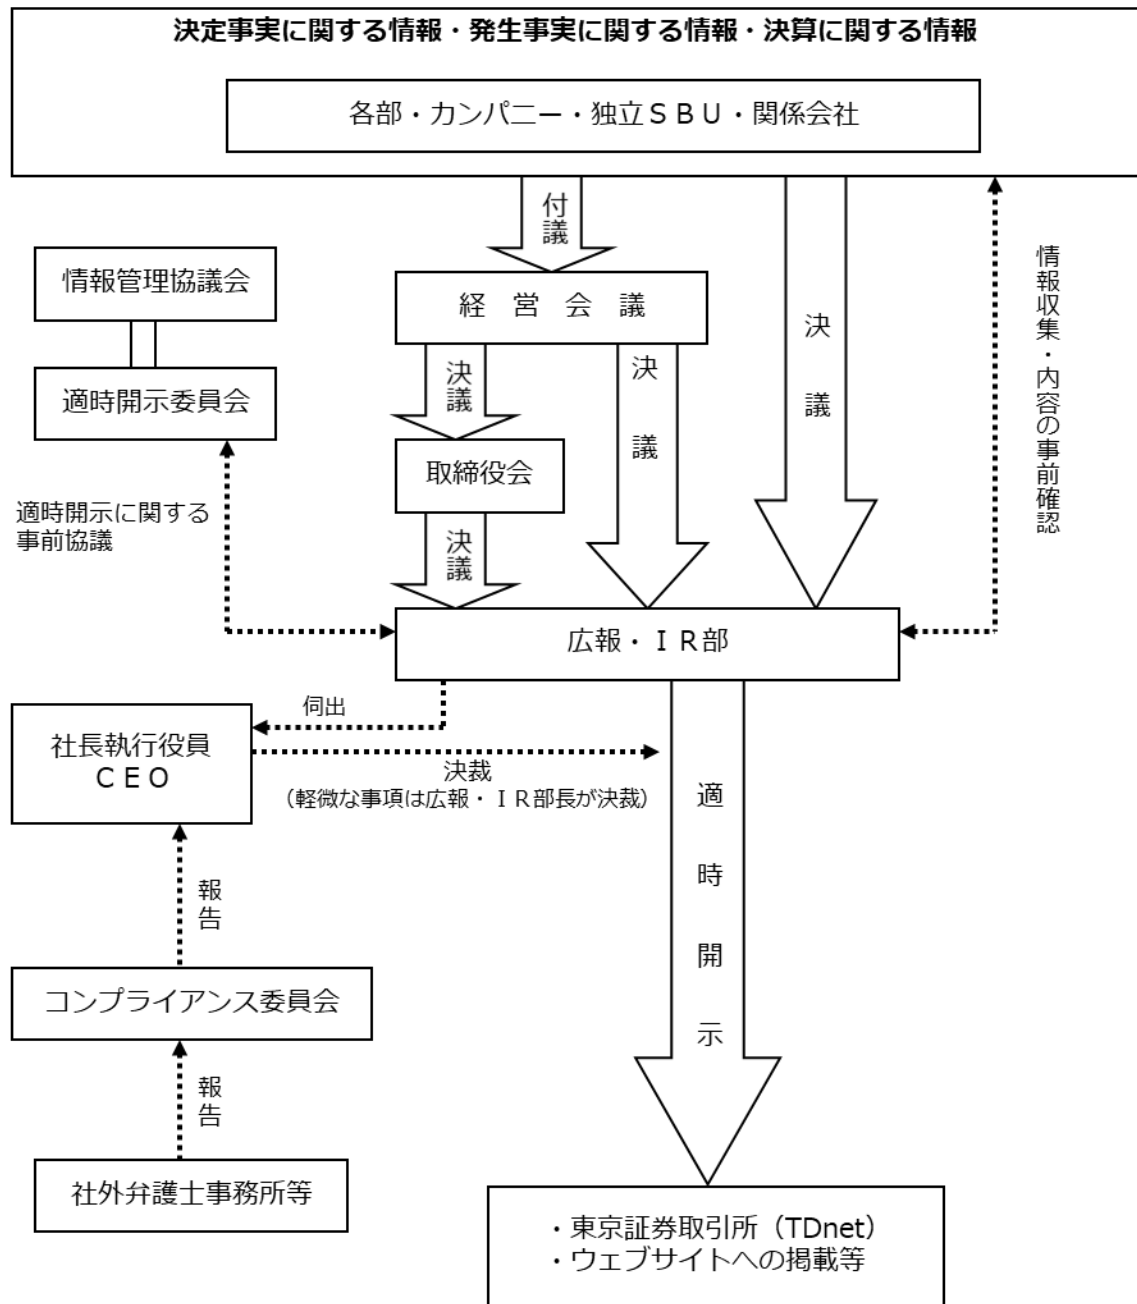 決定事実に関する情報・発生事実に関する情報・決算に関する情報
各部・カンパニー・独立ＳＢＵ・関係会社
付議
情報管理協議会
経　営　会　議
決議
決議
決議
情報収集・内容の事前確認
適時開示委員会
取締役会
適時開示に関する
事前協議
決議
広報・ＩＲ部
伺出
社長執行役員
ＣＥＯ
決裁
（軽微な事項は広報・ＩＲ部長が決裁）
適時開示
報告
コンプライアンス委員会
報告
社外弁護士事務所等
・東京証券取引所（TDnet）
・ウェブサイトへの掲載等